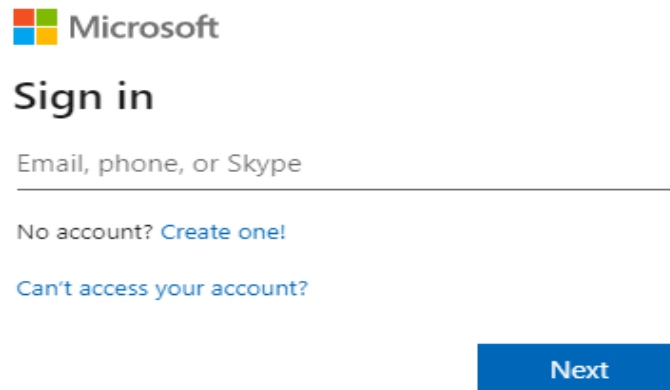 Microsoft
Sign in
Email, phone, or Skype
No account? Create one!
Can't access your account?
Next